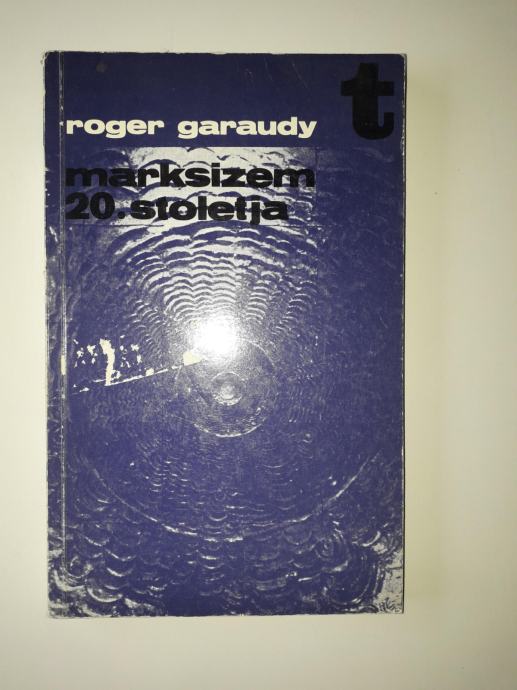 t
roger garaudy
marksizem
20. stoletja